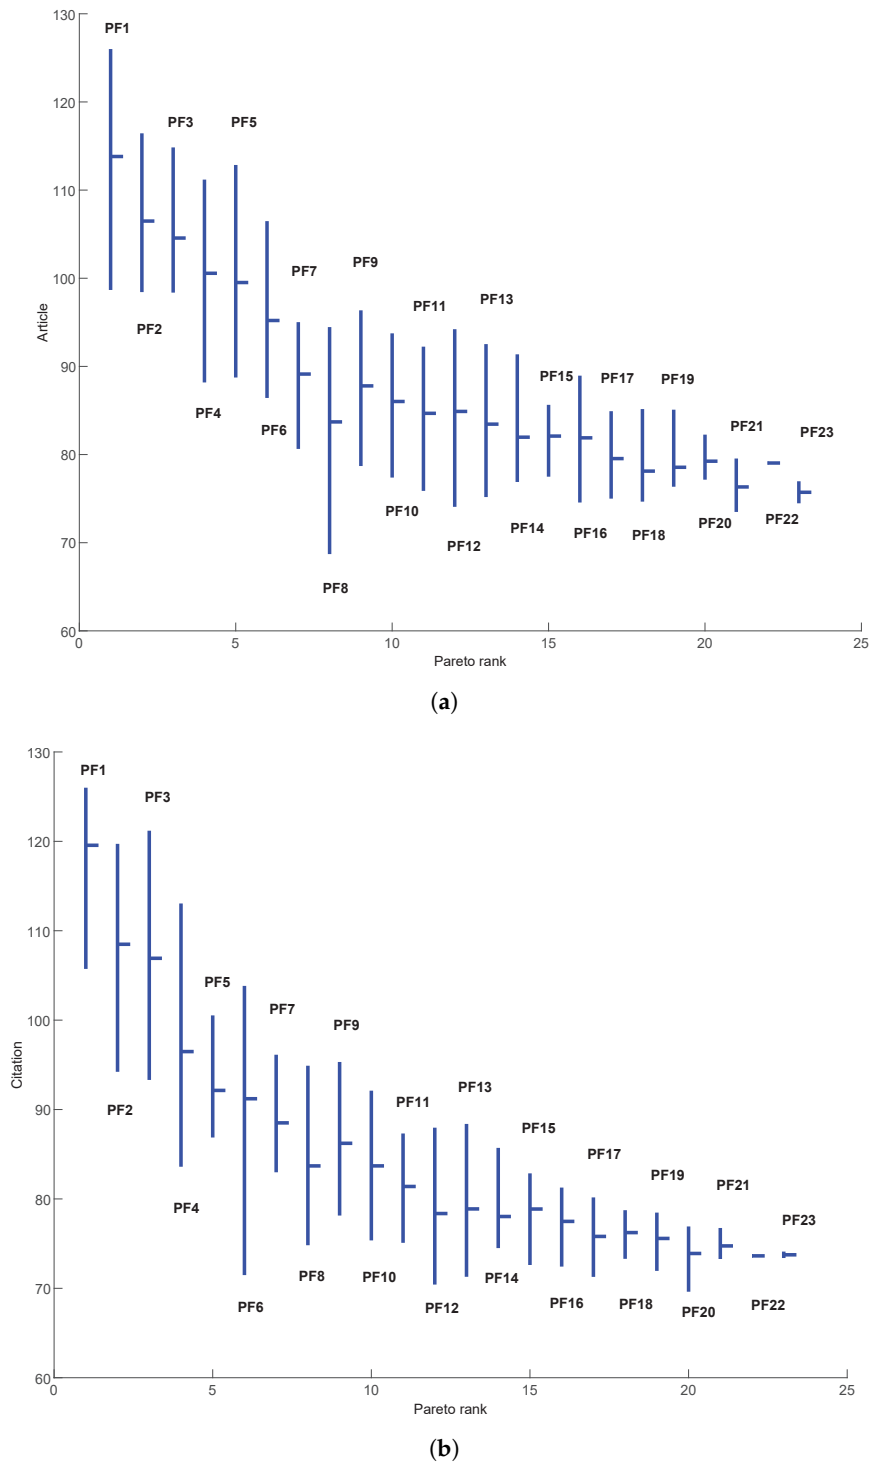 130
PF1
120
PF3
PF5
110
PF9
PF7
100
PF11
PF13
Article
PF2
90
PF15
PF17
PF19
PF4
PF6
PF21
PF23
80
PF10
PF14
PF16
PF18
PF20
PF22
70
PF12
PF8
60
0
5
10
15
20
25
Pareto rank
(a)
130
PF1
PF3
120
110
PF5
PF7
PF9
100
Citation
PF13
PF11
90
PF2
PF15
PF17
PF19
PF21
80
PF4
PF23
PF8
PF10
PF14
70
PF6
PF12
PF16
PF18
PF20
PF22
60
0
5
10
15
20
25
Pareto rank
(b)